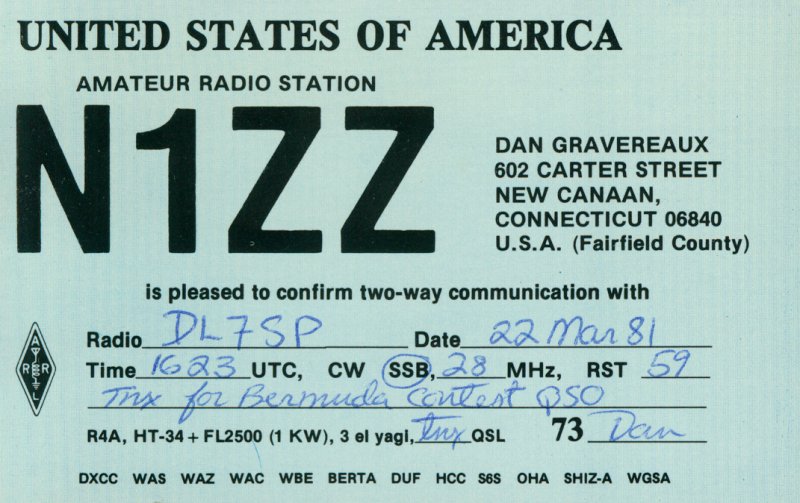 UNITED STATES OF AMERICA
AMATEUR RADIO STATION
N1ZZ
DAN GRAVEREAUX
602 CARTER STREET
NEW CANAAN,
CONNECTICUT 06840
U.S.A. (Fairfield County)
is pleased to confirm two-way communication with
Radio DL7SP Date 22 Mar 81
Time 1623 UTC, CW SSB, 28 MHz, RST 59
Tnx for Bermuda Contest QSO
R4A, HT-34 + FL2500 (1 KW), 3 el yagi, tnx QSL 73 Dan
A
R R
L
DXCC WAS WAZ WAC WBE BERTA DUF HCC S6S OHA SHIZ-A WGSA